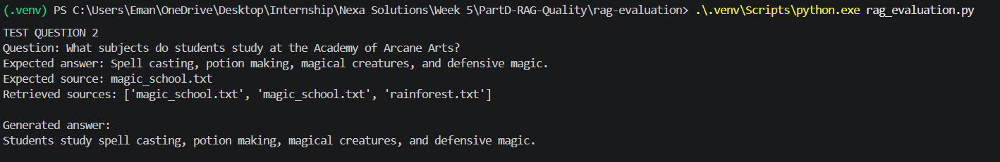 (.venv) PS C:\Users\Eman\OneDrive\Desktop\Internship\Nexa Solutions\Week 5\PartD-RAG-Quality\rag-evaluation> .\.venv\Scripts\python.exe rag_evaluation.py
TEST QUESTION 2
Question: What subjects do students study at the Academy of Arcane Arts?
Expected answer: Spell casting, potion making, magical creatures, and defensive magic.
Expected source: magic_school.txt
Retrieved sources: ['magic_school.txt', 'magic_school.txt', 'rainforest.txt']
Generated answer:
Students study spell casting, potion making, magical creatures, and defensive magic.